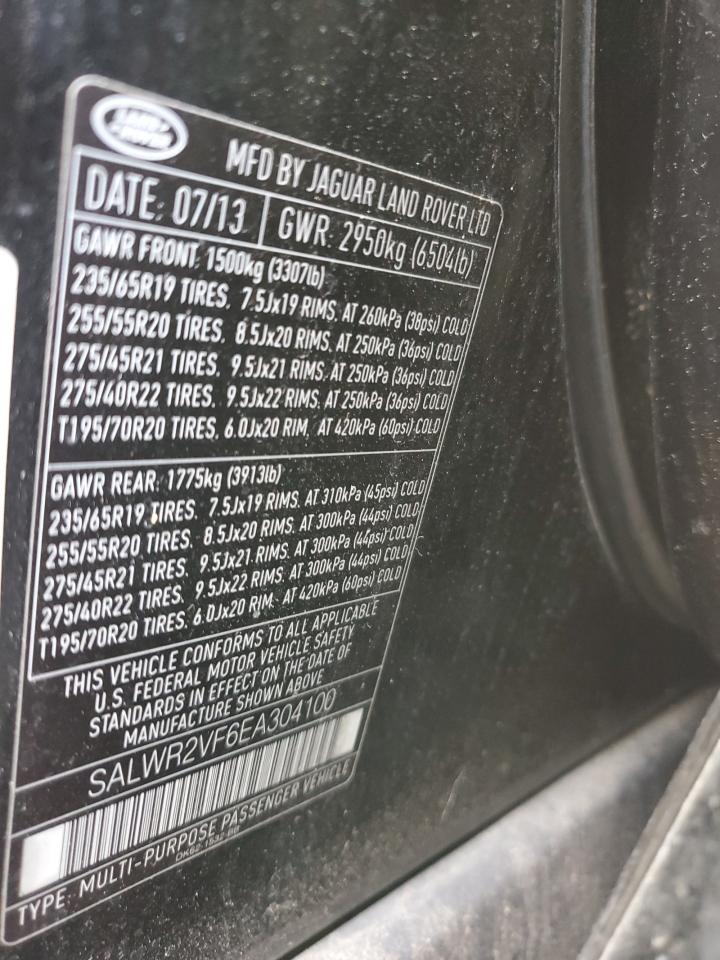 LAND ROVER
MFD BY JAGUAR LAND ROVER LTD
DATE: 07/13 GWR: 2950kg (6504lb)
GAWR FRONT: 1500kg (3307lb)
235/65R19 TIRES, 7.5Jx19 RIMS, AT 260kPa (38psi) COLD
255/55R20 TIRES, 8.5Jx20 RIMS, AT 250kPa (36psi) COLD
275/45R21 TIRES, 9.5Jx21 RIMS, AT 250kPa (36psi) COLD
275/40R22 TIRES, 9.5Jx22 RIMS, AT 250kPa (36psi) COLD
T195/70R20 TIRES, 6.0Jx20 RIM, AT 420kPa (60psi) COLD
GAWR REAR: 1775kg (3913lb)
235/65R19 TIRES, 7.5Jx19 RIMS, AT 310kPa (45psi) COLD
255/55R20 TIRES, 8.5Jx20 RIMS, AT 300kPa (44psi) COLD
275/45R21 TIRES, 9.5Jx21 RIMS, AT 300kPa (44psi) COLD
275/40R22 TIRES, 9.5Jx22 RIMS, AT 300kPa (44psi) COLD
T195/70R20 TIRES, 6.0Jx20 RIM, AT 420kPa (60psi) COLD
THIS VEHICLE CONFORMS TO ALL APPLICABLE
U.S. FEDERAL MOTOR VEHICLE SAFETY
STANDARDS IN EFFECT ON THE DATE OF
MANUFACTURE SHOWN ABOVE
SALWR2VF6EA304100
TYPE: MULTI-PURPOSE PASSENGER VEHICLE